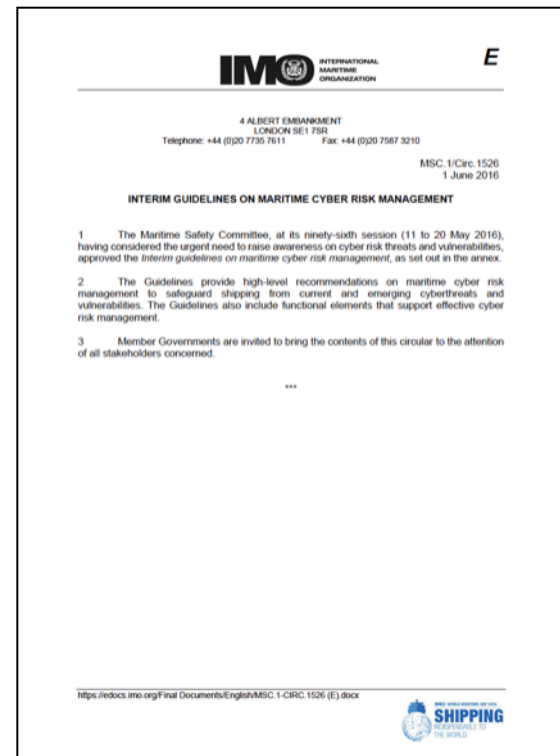 IMO
INTERNATIONAL
MARITIME
ORGANIZATION
E
4 ALBERT EMBANKMENT
LONDON SE1 7SR
Telephone: +44 (0)20 7735 7611 Fax: +44 (0)20 7587 3210
MSC.1/Circ.1526
1 June 2016
INTERIM GUIDELINES ON MARITIME CYBER RISK MANAGEMENT
1 The Maritime Safety Committee, at its ninety-sixth session (11 to 20 May 2016),
having considered the urgent need to raise awareness on cyber risk threats and vulnerabilities,
approved the Interim guidelines on maritime cyber risk management, as set out in the annex.
2 The Guidelines provide high-level recommendations on maritime cyber risk
management to safeguard shipping from current and emerging cyberthreats and
vulnerabilities. The Guidelines also include functional elements that support effective cyber
risk management.
3 Member Governments are invited to bring the contents of this circular to the attention
of all stakeholders concerned.
***
https://edocs.imo.org/Final Documents/English/MSC.1-CIRC.1526 (E).docx
SHIPPING
INDISPENSABLE TO
THE WORLD